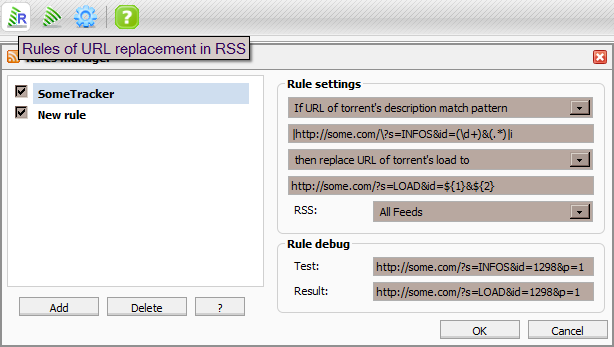 R
?
Rules of URL replacement in RSS
SomeTracker
New rule
Add
Delete
?
Rule settings
If URL of torrent's description match pattern
|http://some.com/\?s=INFOS&id=(\d+)&(.*)|i
then replace URL of torrent's load to
http://some.com/?s=LOAD&id=${1}&${2}
RSS:
All Feeds
Rule debug
Test:
http://some.com/?s=INFOS&id=1298&p=1
Result:
http://some.com/?s=LOAD&id=1298&p=1
OK
Cancel